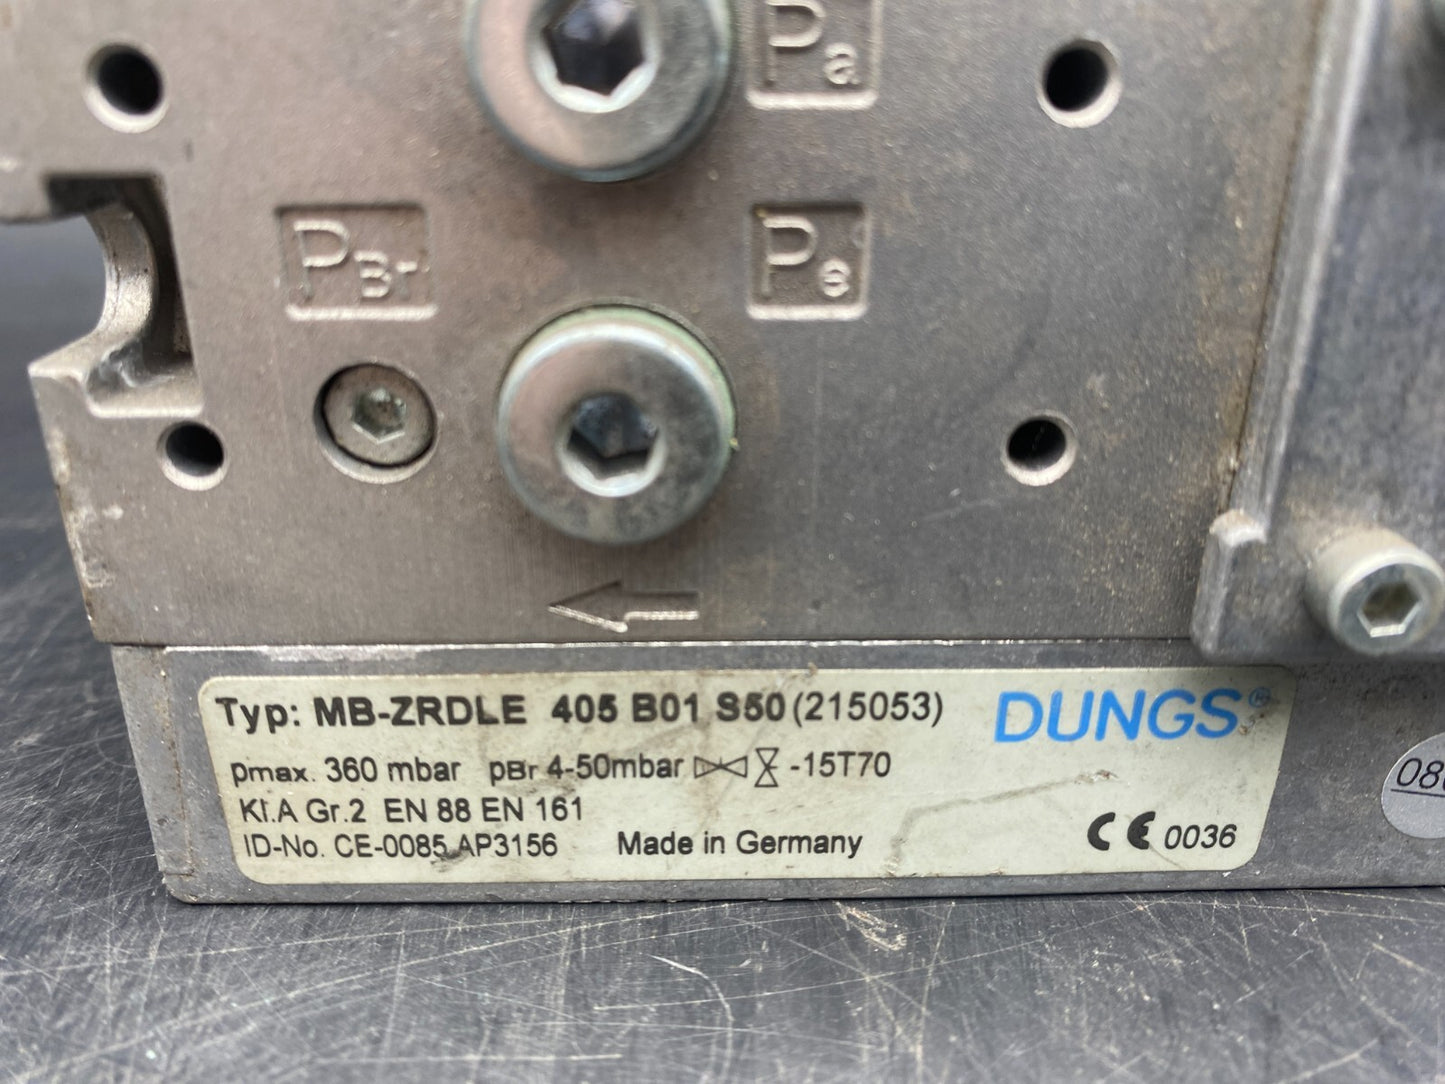 Pa
PBr
Pe
Typ: MB-ZRDLE 405 B01 S50 (215053)
DUNGS®
pmax. 360 mbar pBr 4-50mbar -15T70
Kl.A Gr.2 EN 88 EN 161
ID-No. CE-0085 AP3156 Made in Germany
CE 0036